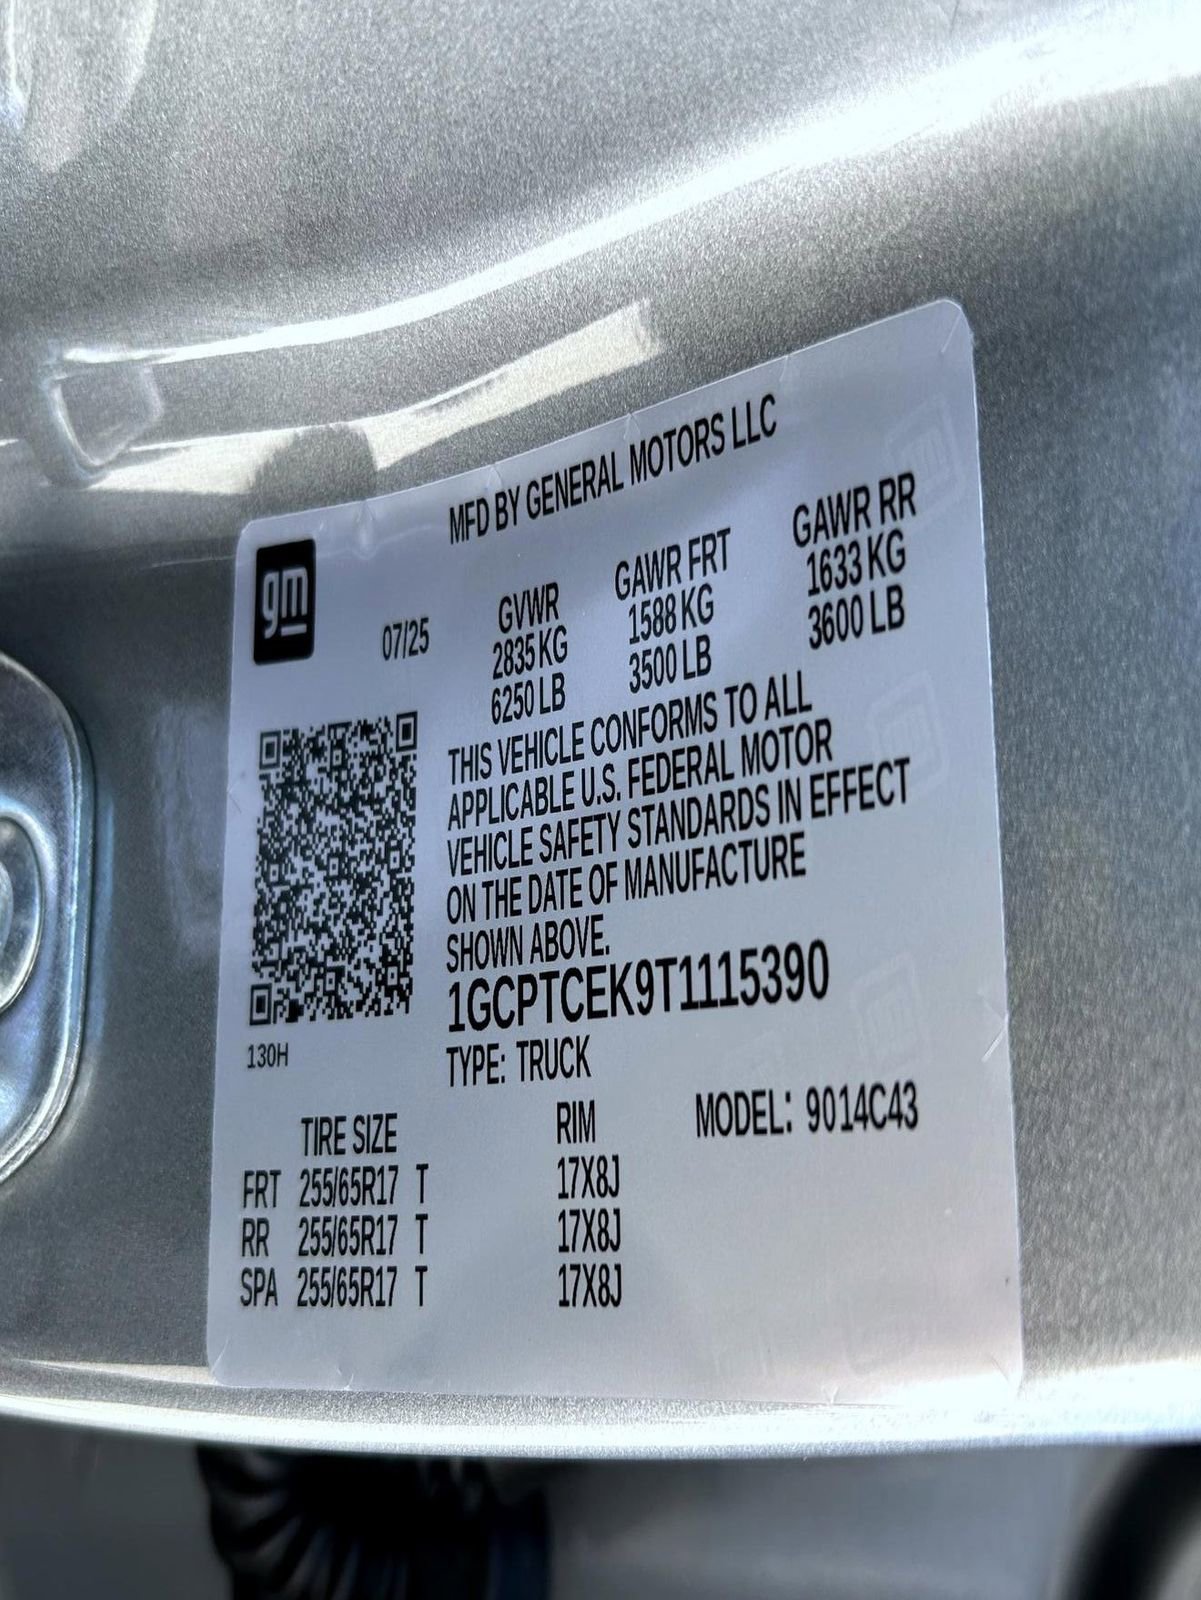 MFD BY GENERAL MOTORS LLC
gm
07/25
GVWR GAWR FRT GAWR RR
2835 KG 1588 KG 1633 KG
6250 LB 3500 LB 3600 LB
THIS VEHICLE CONFORMS TO ALL
APPLICABLE U.S. FEDERAL MOTOR
VEHICLE SAFETY STANDARDS IN EFFECT
ON THE DATE OF MANUFACTURE
SHOWN ABOVE.
1GCPTCEK9T1115390
130H
TYPE: TRUCK
TIRE SIZE RIM MODEL: 9014C43
FRT 255/65R17 T 17X8J
RR 255/65R17 T 17X8J
SPA 255/65R17 T 17X8J